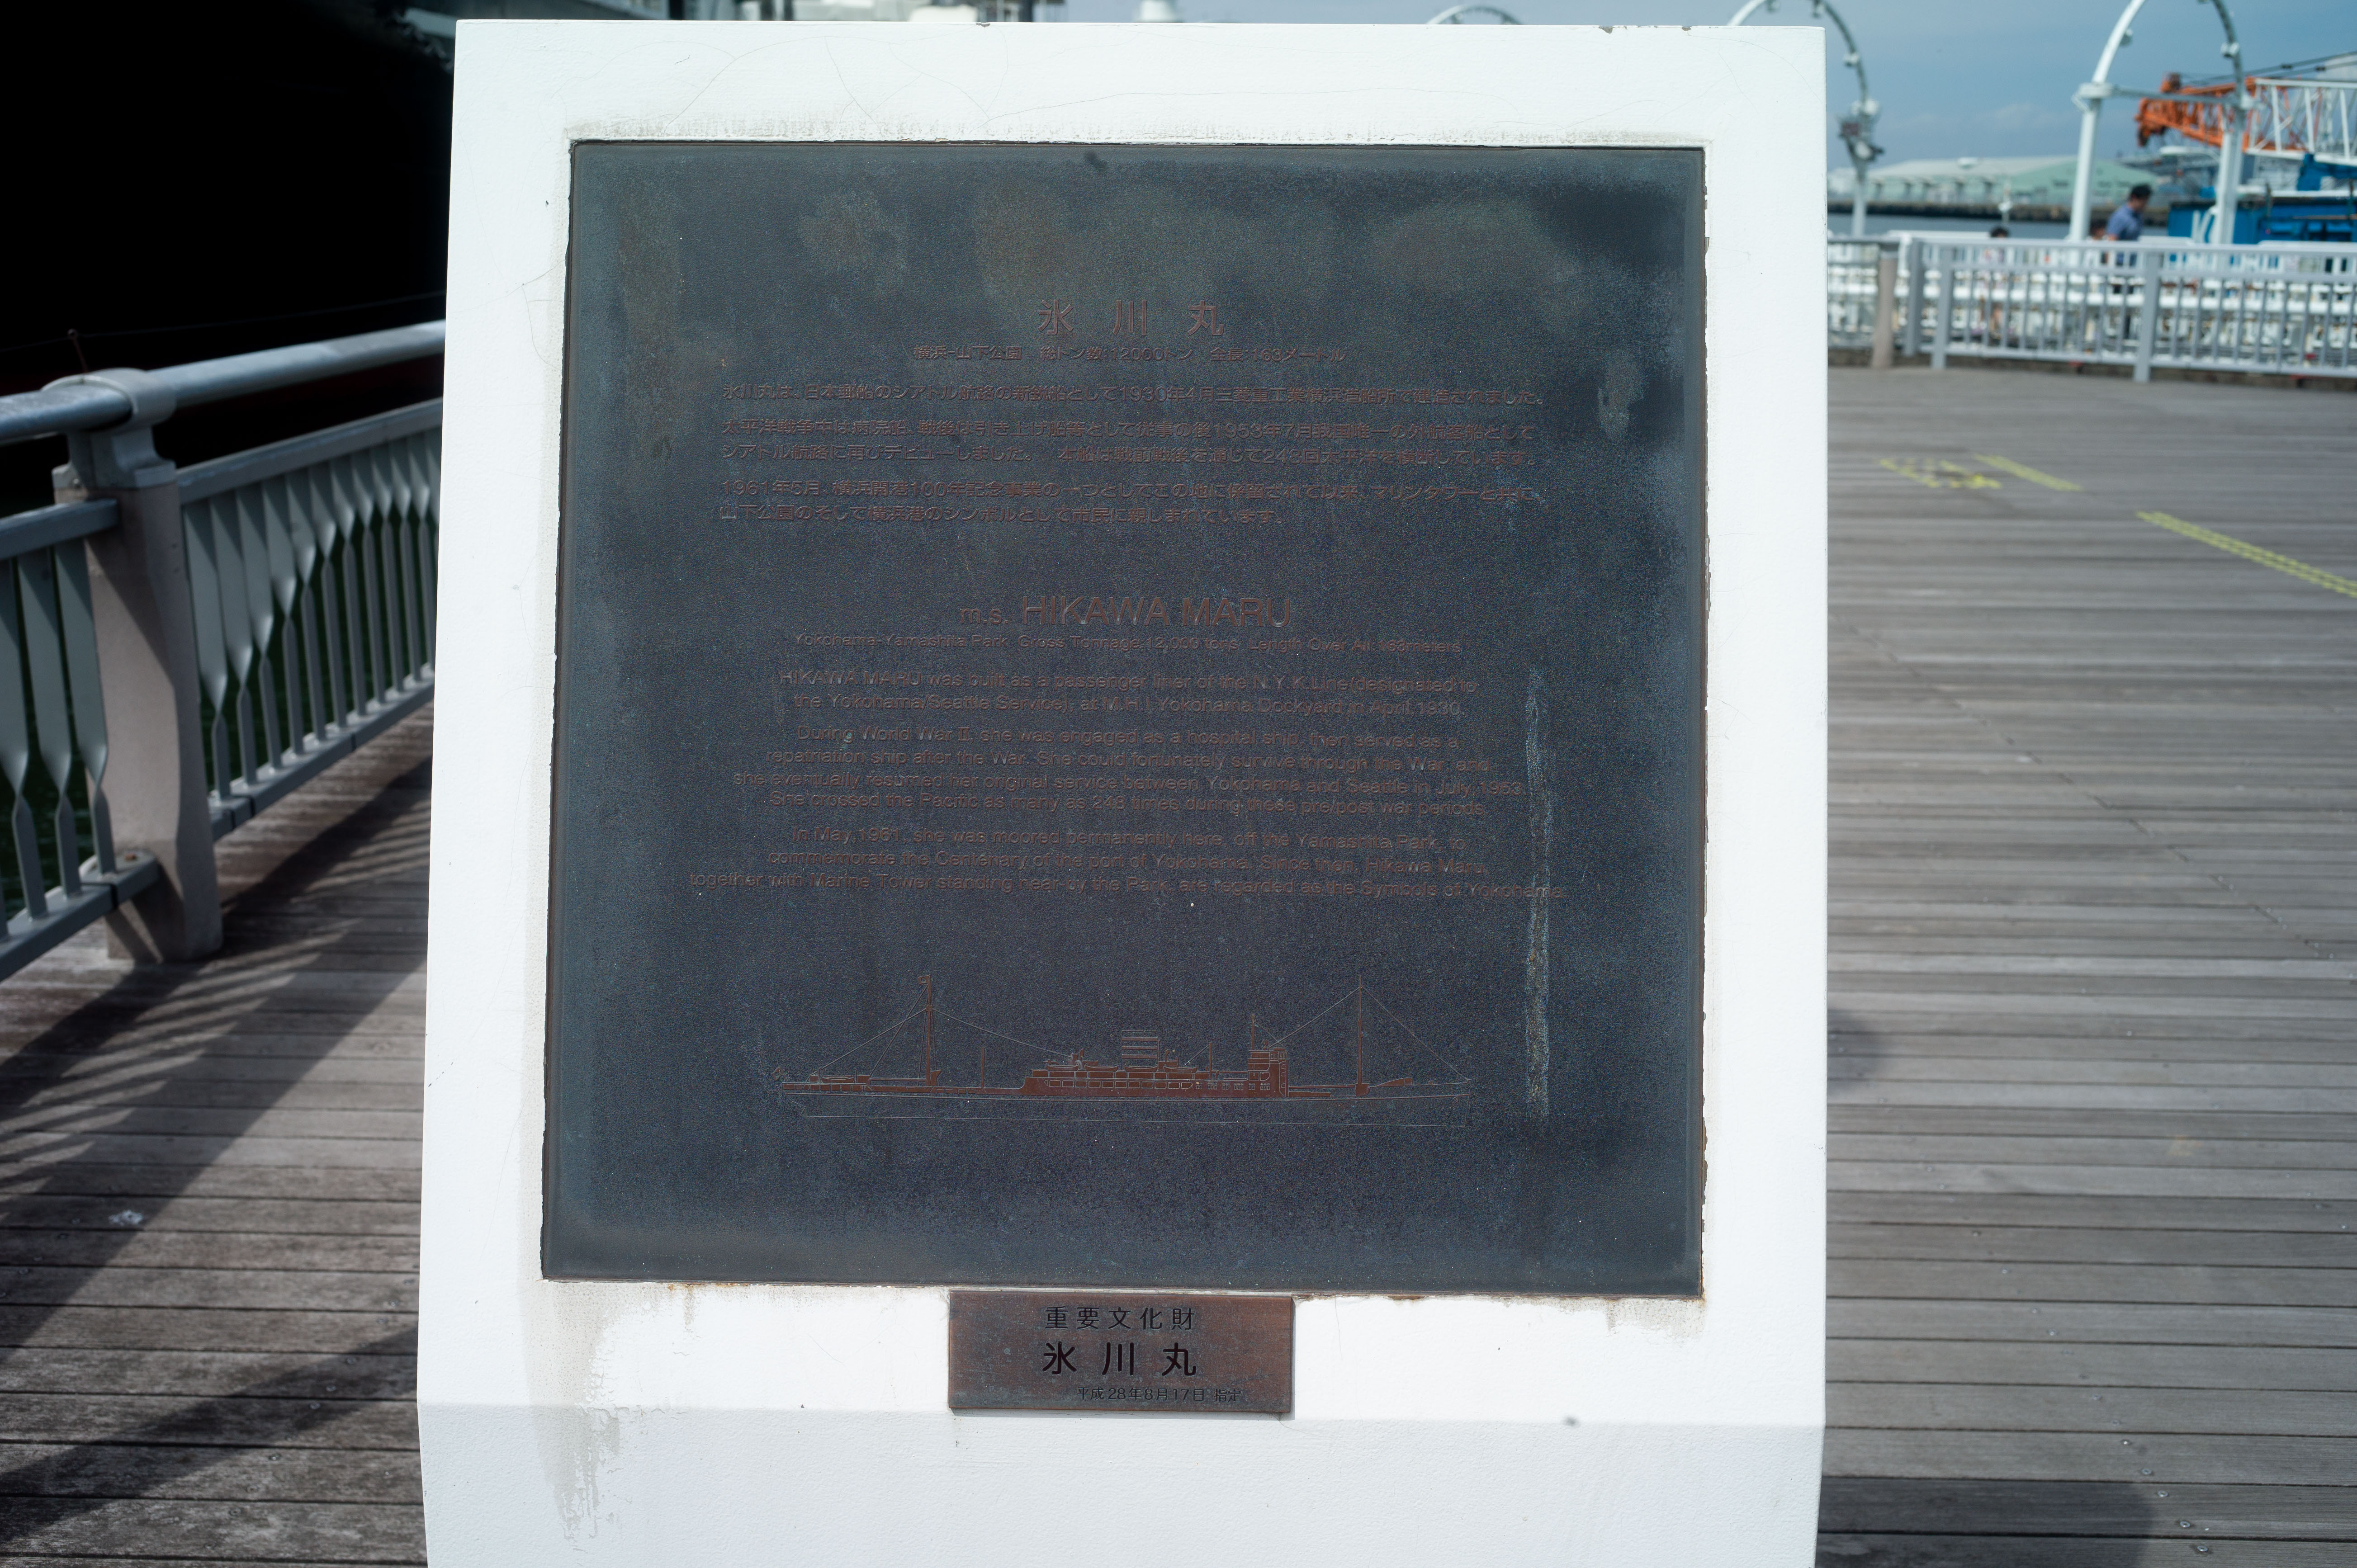 氷川丸
横浜-山下公園 総トン数:12000トン 全長:163メートル
氷川丸は、日本郵船のシアトル航路の新鋭船として1930年4月三菱重工業横浜造船所で建造されました。
太平洋戦争中は病院船、戦後は引き上げ船等として従事の後1953年7月我国唯一の外航客船として
シアトル航路に再びデビューしました。 本船は戦前戦後を通じて248回太平洋を横断しています。
1961年5月、横浜開港100年記念事業の一つとしてこの地に係留されて以来、マリンタワーと共に
山下公園のそして横浜港のシンボルとして市民に親しまれています。
m.s. HIKAWA MARU
Yokohama-Yamashita Park Gross Tonnage:12,000 tons Length Over All:163meters
HIKAWA MARU was built as a passenger liner of the N.Y.K.Line(designated to
the Yokohama/Seattle Service), at M.H.I. Yokohama Dockyard in April,1930.
During World War II, she was engaged as a hospital ship, then served as a
repatriation ship after the War. She could fortunately survive through the War, and
she eventually resumed her original service between Yokohama and Seattle in July,1953.
She crossed the Pacific as many as 248 times during these pre/post war periods.
In May,1961, she was moored permanently here, off the Yamashita Park, to
commemorate the Centenary of the port of Yokohama. Since then, Hikawa Maru,
together with Marine Tower standing near-by the Park, are regarded as the Symbols of Yokohama.
重要文化財
氷川丸
平成28年8月17日 指定